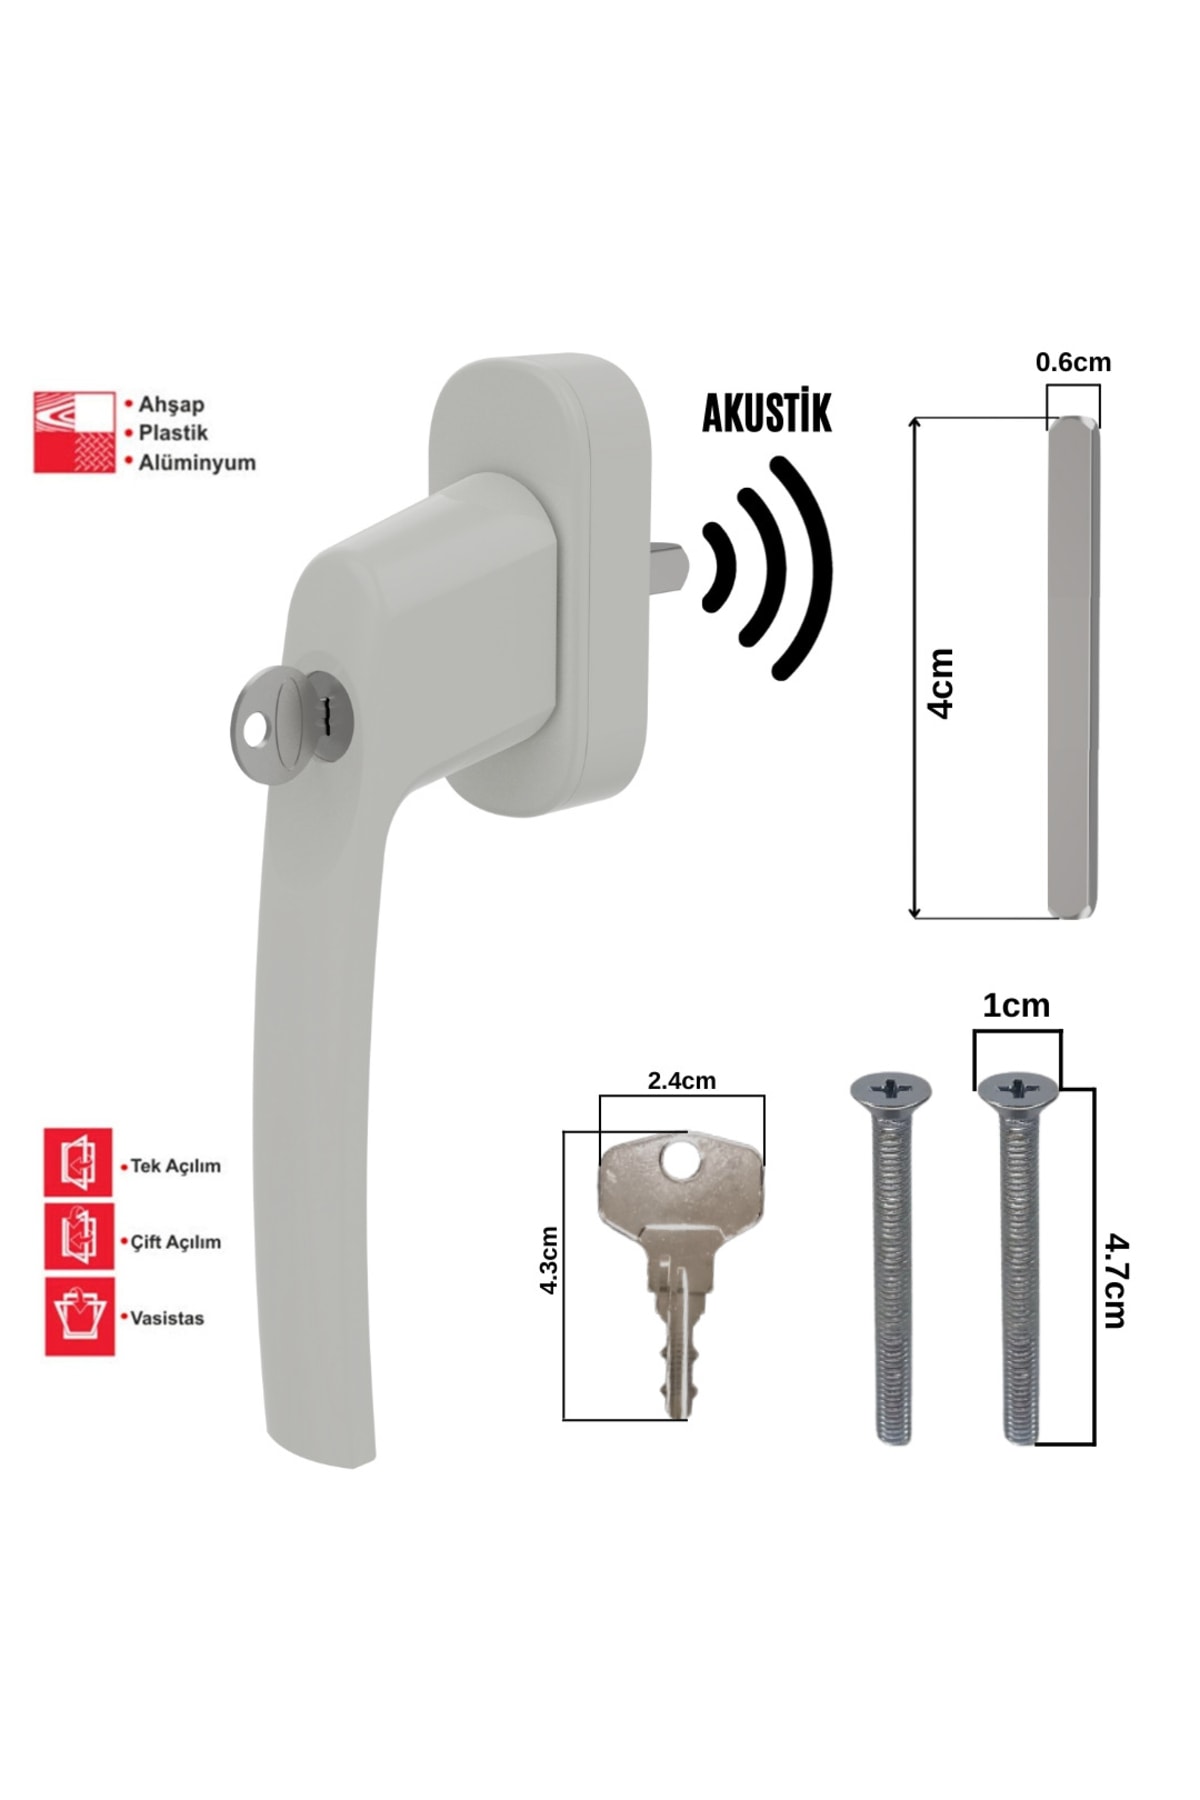 • Ahşap
• Plastik
• Alüminyum
AKUSTİK
0.6cm
4cm
1cm
4.7cm
2.4cm
4.3cm
• Tek Açılım
• Çift Açılım
• Vasistas